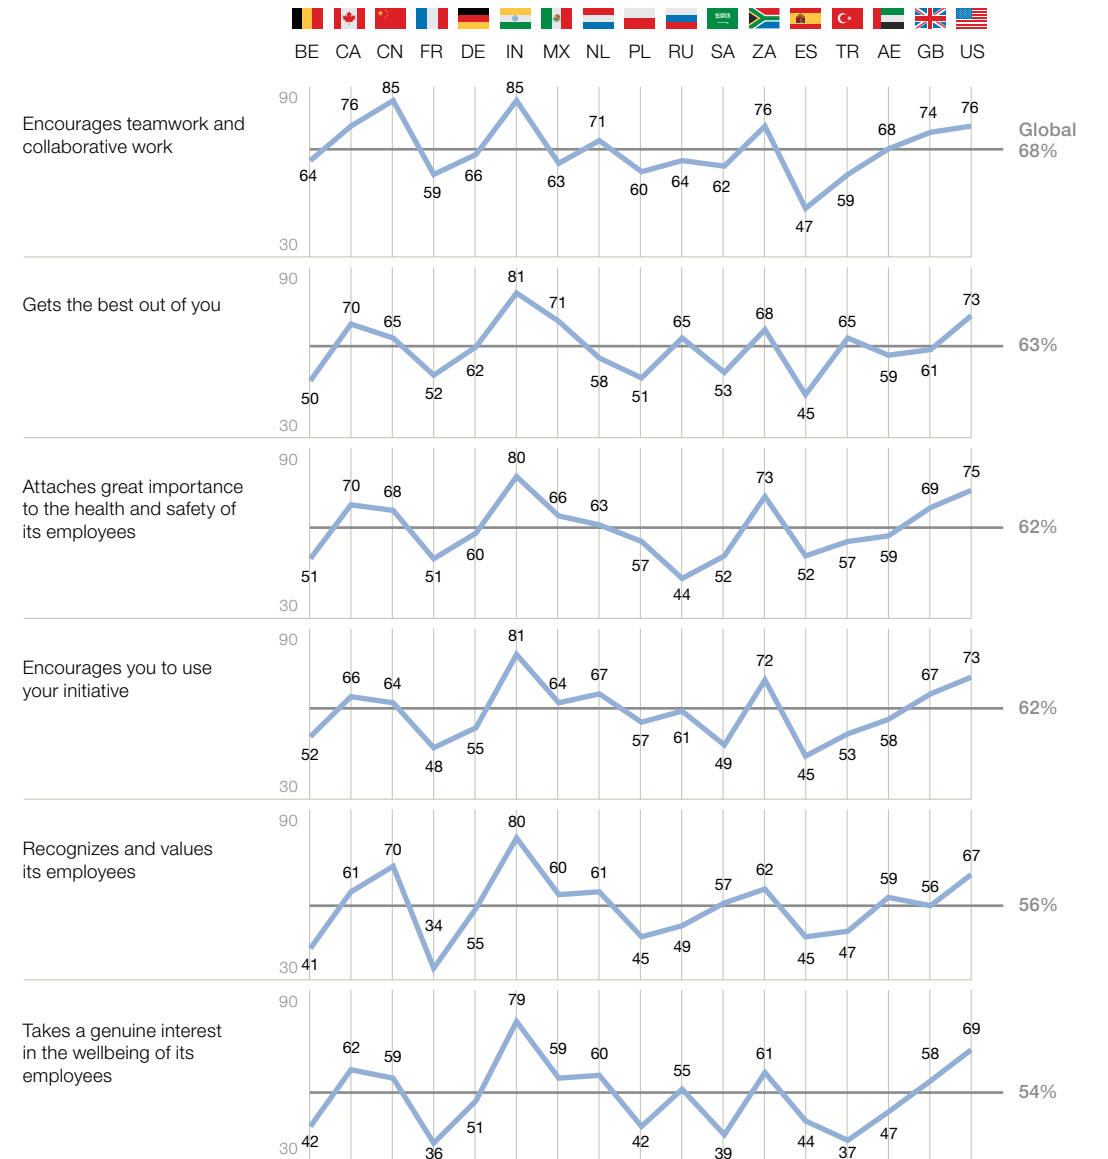 BE CA CN FR DE IN MX NL PL RU SA ZA ES TR AE GB US
Encourages teamwork and
collaborative work
90
30
64 76 85 59 66 85 63 71 60 64 62 76 47 59 68 74 76
Global
68%
Gets the best out of you
90
30
50 70 65 52 62 81 71 58 51 65 53 68 45 65 59 61 73
63%
Attaches great importance
to the health and safety of
its employees
90
30
51 70 68 51 60 80 66 63 57 44 52 73 52 57 59 69 75
62%
Encourages you to use
your initiative
90
30
52 66 64 48 55 81 64 67 57 61 49 72 45 53 58 67 73
62%
Recognizes and values
its employees
90
30
41 61 70 34 55 80 60 61 45 49 57 62 45 47 59 56 67
56%
Takes a genuine interest
in the wellbeing of its
employees
90
30
42 62 59 36 51 79 59 60 42 55 39 61 44 37 47 58 69
54%